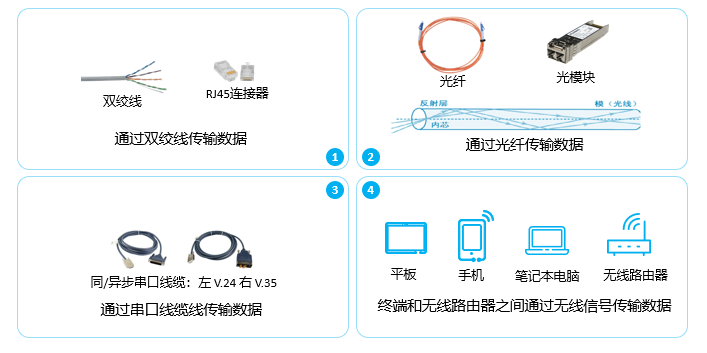 双绞线
RJ45连接器
通过双绞线传输数据
1
光纤
光模块
反射层
模（光线）
内芯
通过光纤传输数据
2
3
同/异步串口线缆：左 V.24 右 V.35
通过串口线缆线传输数据
4
平板
手机
笔记本电脑
无线路由器
终端和无线路由器之间通过无线信号传输数据